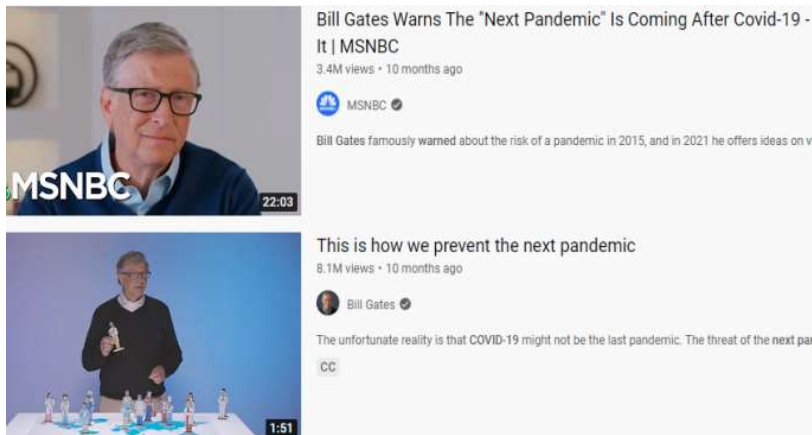 Bill Gates Warns The "Next Pandemic" Is Coming After Covid-19 -
It | MSNBC
3.4M views • 10 months ago
MSNBC
Bill Gates famously warned about the risk of a pandemic in 2015, and in 2021 he offers ideas on v
MSNBC
22:03
This is how we prevent the next pandemic
8.1M views • 10 months ago
Bill Gates
The unfortunate reality is that COVID-19 might not be the last pandemic. The threat of the next pan
CC
1:51